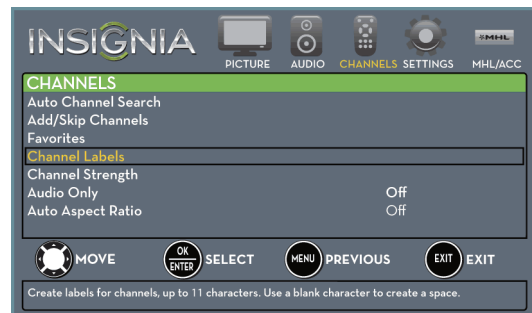 INSIGNIA
MHL
PICTURE AUDIO CHANNELS SETTINGS MHL/ACC
CHANNELS
Auto Channel Search
Add/Skip Channels
Favorites
Channel Labels
Channel Strength
Audio Only Off
Auto Aspect Ratio Off
MOVE OK ENTER SELECT MENU PREVIOUS EXIT EXIT
Create labels for channels, up to 11 characters. Use a blank character to create a space.